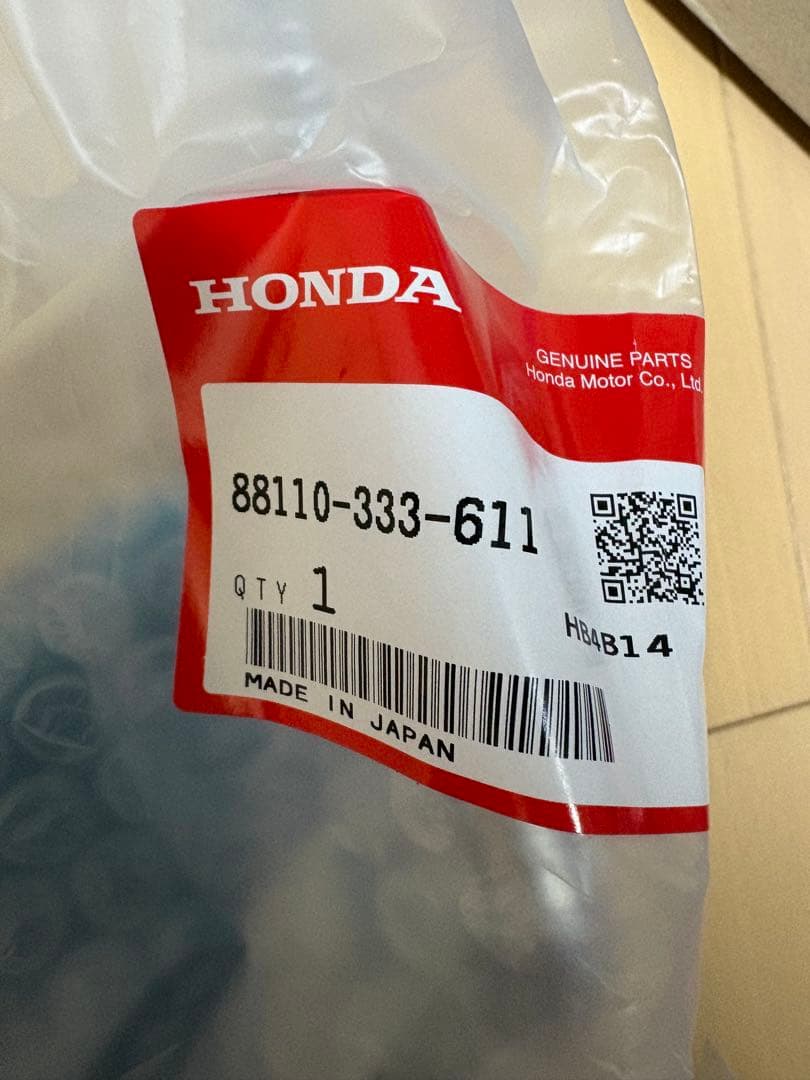 HONDA
GENUINE PARTS
Honda Motor Co., Ltd.
88110-333-611
QTY 1
HB4B14
MADE IN JAPAN